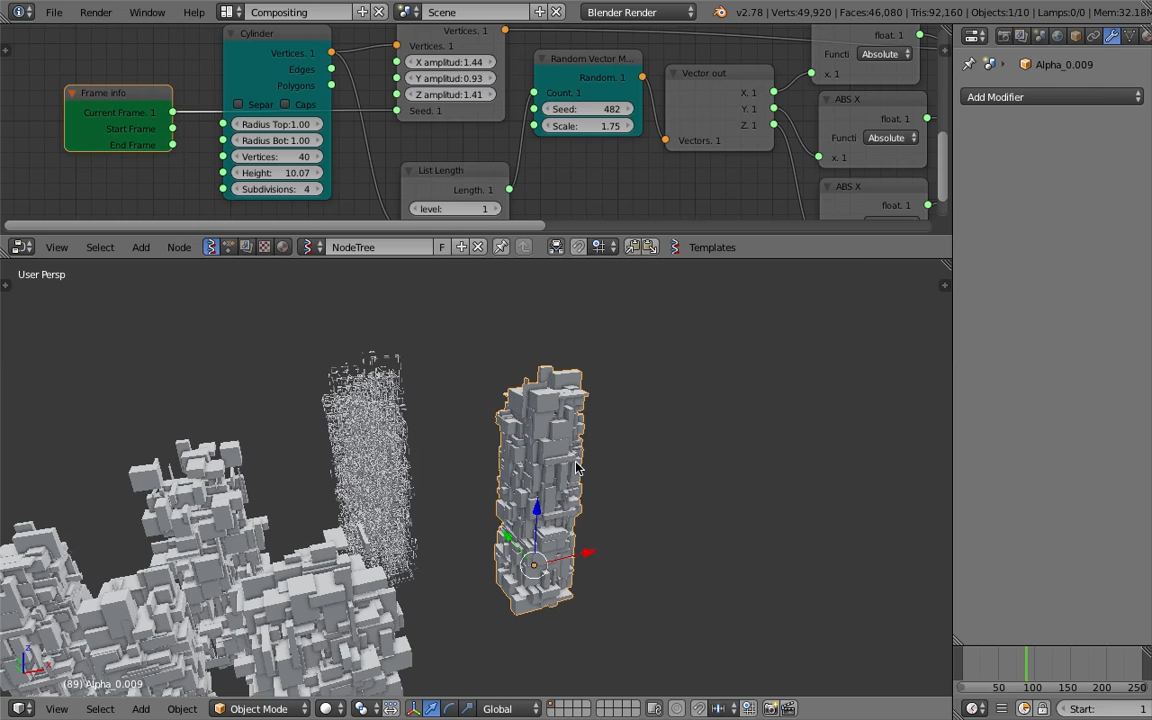 File Render Window Help Compositing Scene Blender Render v2.78 | Verts:49,920 | Faces:46,080 | Tris:92,160 | Objects:1/10 | Lamps:0/0 | Mem:32.18M
Cylinder
Vertices. 1
Edges
Polygons
Separ Caps
Radius Top:1.00
Radius Bot: 1.00
Vertices: 40
Height: 10.07
Subdivisions: 4
Frame info
Current Frame. 1
Start Frame
End Frame
Vertices. 1
Vertices. 1
X amplitud:1.44
Y amplitud:0.93
Z amplitud:1.41
Seed. 1
List Length
Length. 1
level: 1
Random Vector M...
Random. 1
Count. 1
Seed: 482
Scale: 1.75
Vector out
X. 1
Y. 1
Z. 1
Vectors. 1
float. 1
Functi Absolute
x. 1
ABS X
float. 1
Functi Absolute
x. 1
ABS X
float. 1
Alpha_0.009
Add Modifier
View Select Add Node NodeTree F Templates
User Persp
z
x
(89) Alpha_0.009
50 100 150 200 250
View Select Add Object Object Mode Global Start: 1